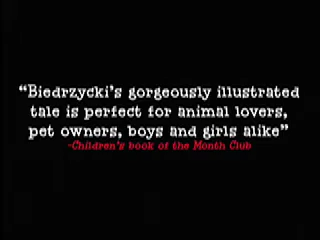 “Biedrzycki’s gorgeously illustrated
tale is perfect for animal lovers,
pet owners, boys and girls alike”
-Children’s book of the Month Club